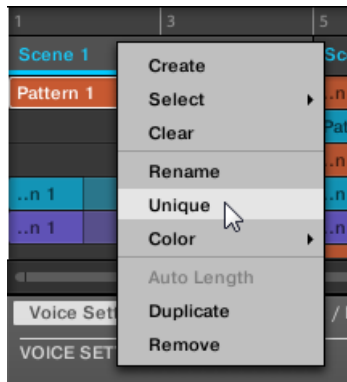 1 3 5
Scene 1 Sc
Pattern 1 ..n
Pat
..n
..n 1 ..n
..n 1 ..n
Create
Select
Clear
Rename
Unique
Color
Auto Length
Duplicate
Remove
Voice Sett /
VOICE SET